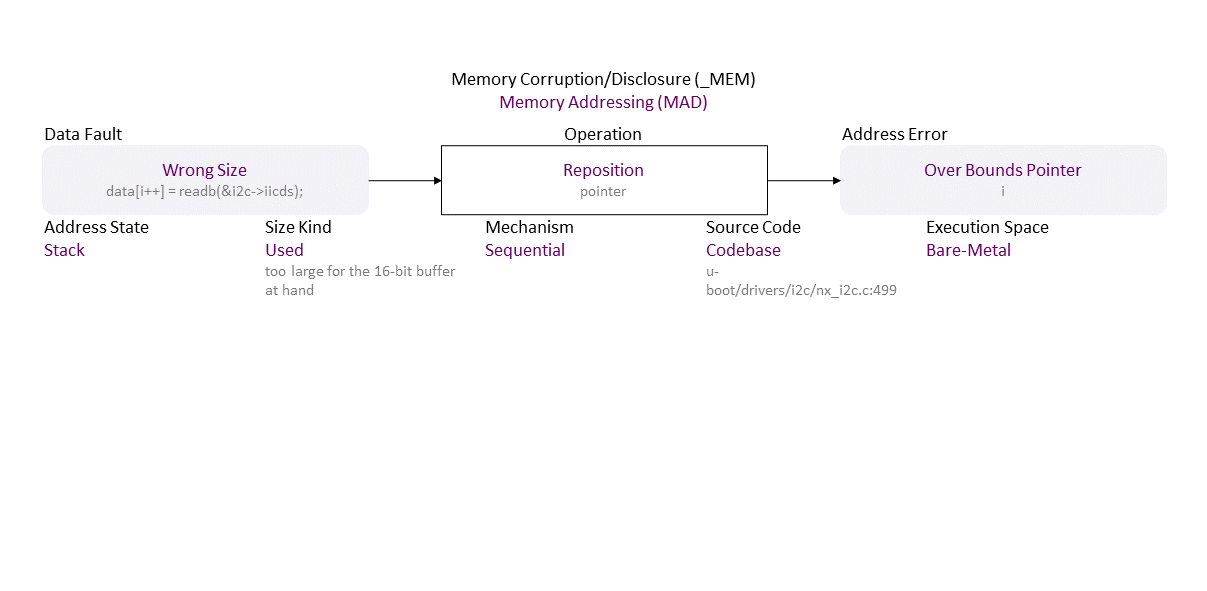 Memory Corruption/Disclosure (_MEM)
Memory Addressing (MAD)
Data Fault
Operation
Address Error
Wrong Size
data[i++] = readb(&i2c->iicds);
Reposition
pointer
Over Bounds Pointer
i
Address State
Stack
Size Kind
Used
too large for the 16-bit buffer
at hand
Mechanism
Sequential
Source Code
Codebase
u-
boot/drivers/i2c/nx_i2c.c:499
Execution Space
Bare-Metal